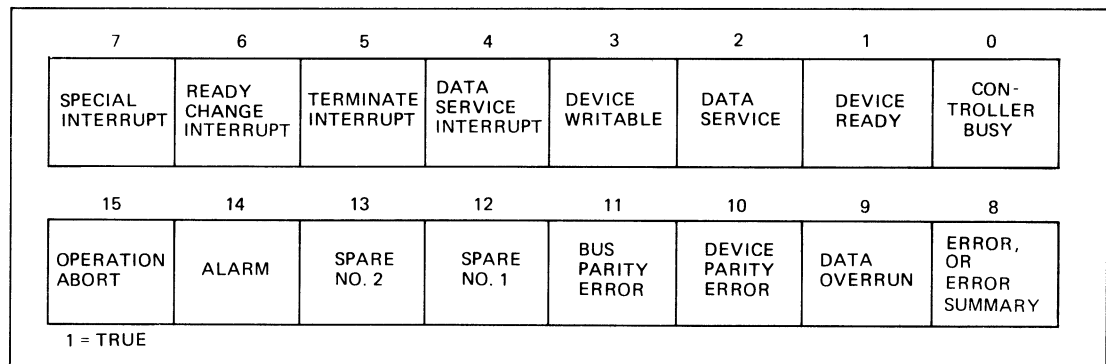 7 6 5 4 3 2 1 0
SPECIAL INTERRUPT
READY CHANGE INTERRUPT
TERMINATE INTERRUPT
DATA SERVICE INTERRUPT
DEVICE WRITABLE
DATA SERVICE
DEVICE READY
CON-TROLLER BUSY
15 14 13 12 11 10 9 8
OPERATION ABORT
ALARM
SPARE NO. 2
SPARE NO. 1
BUS PARITY ERROR
DEVICE PARITY ERROR
DATA OVERRUN
ERROR, OR ERROR SUMMARY
1 = TRUE